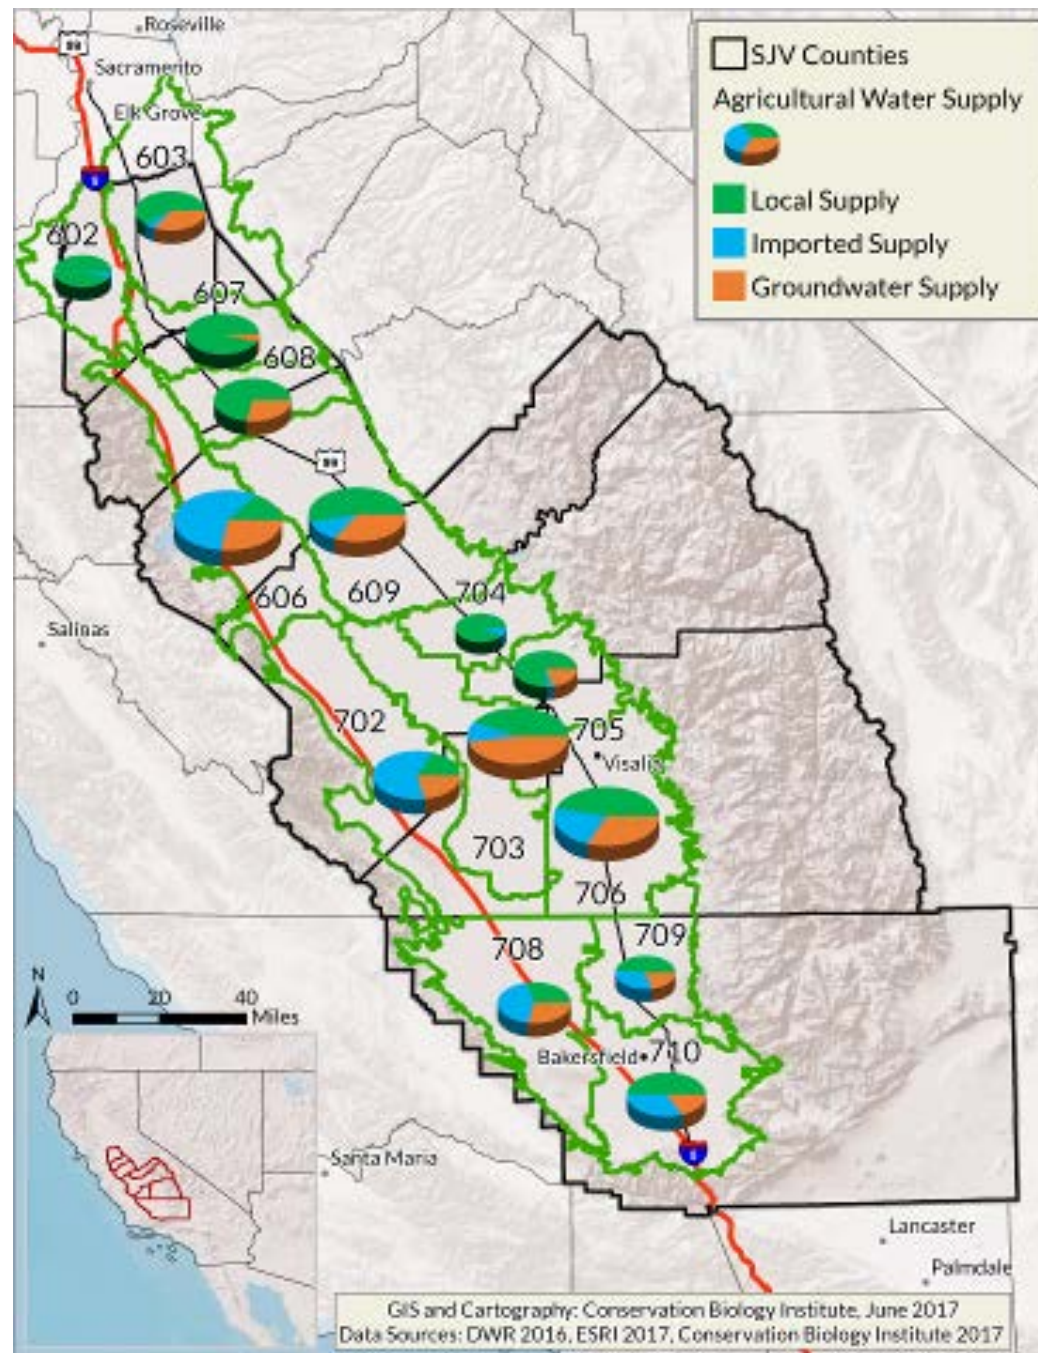 Roseville
99
Sacramento
Elk Grove
603
602
607
608
99
606
609
704
Salinas
702
705
Visalia
703
706
708
709
Bakersfield
710
Santa Maria
Lancaster
Palmdale
SJV Counties
Agricultural Water Supply
Local Supply
Imported Supply
Groundwater Supply
N
0 20 40
Miles
GIS and Cartography: Conservation Biology Institute, June 2017
Data Sources: DWR 2016, ESRI 2017, Conservation Biology Institute 2017